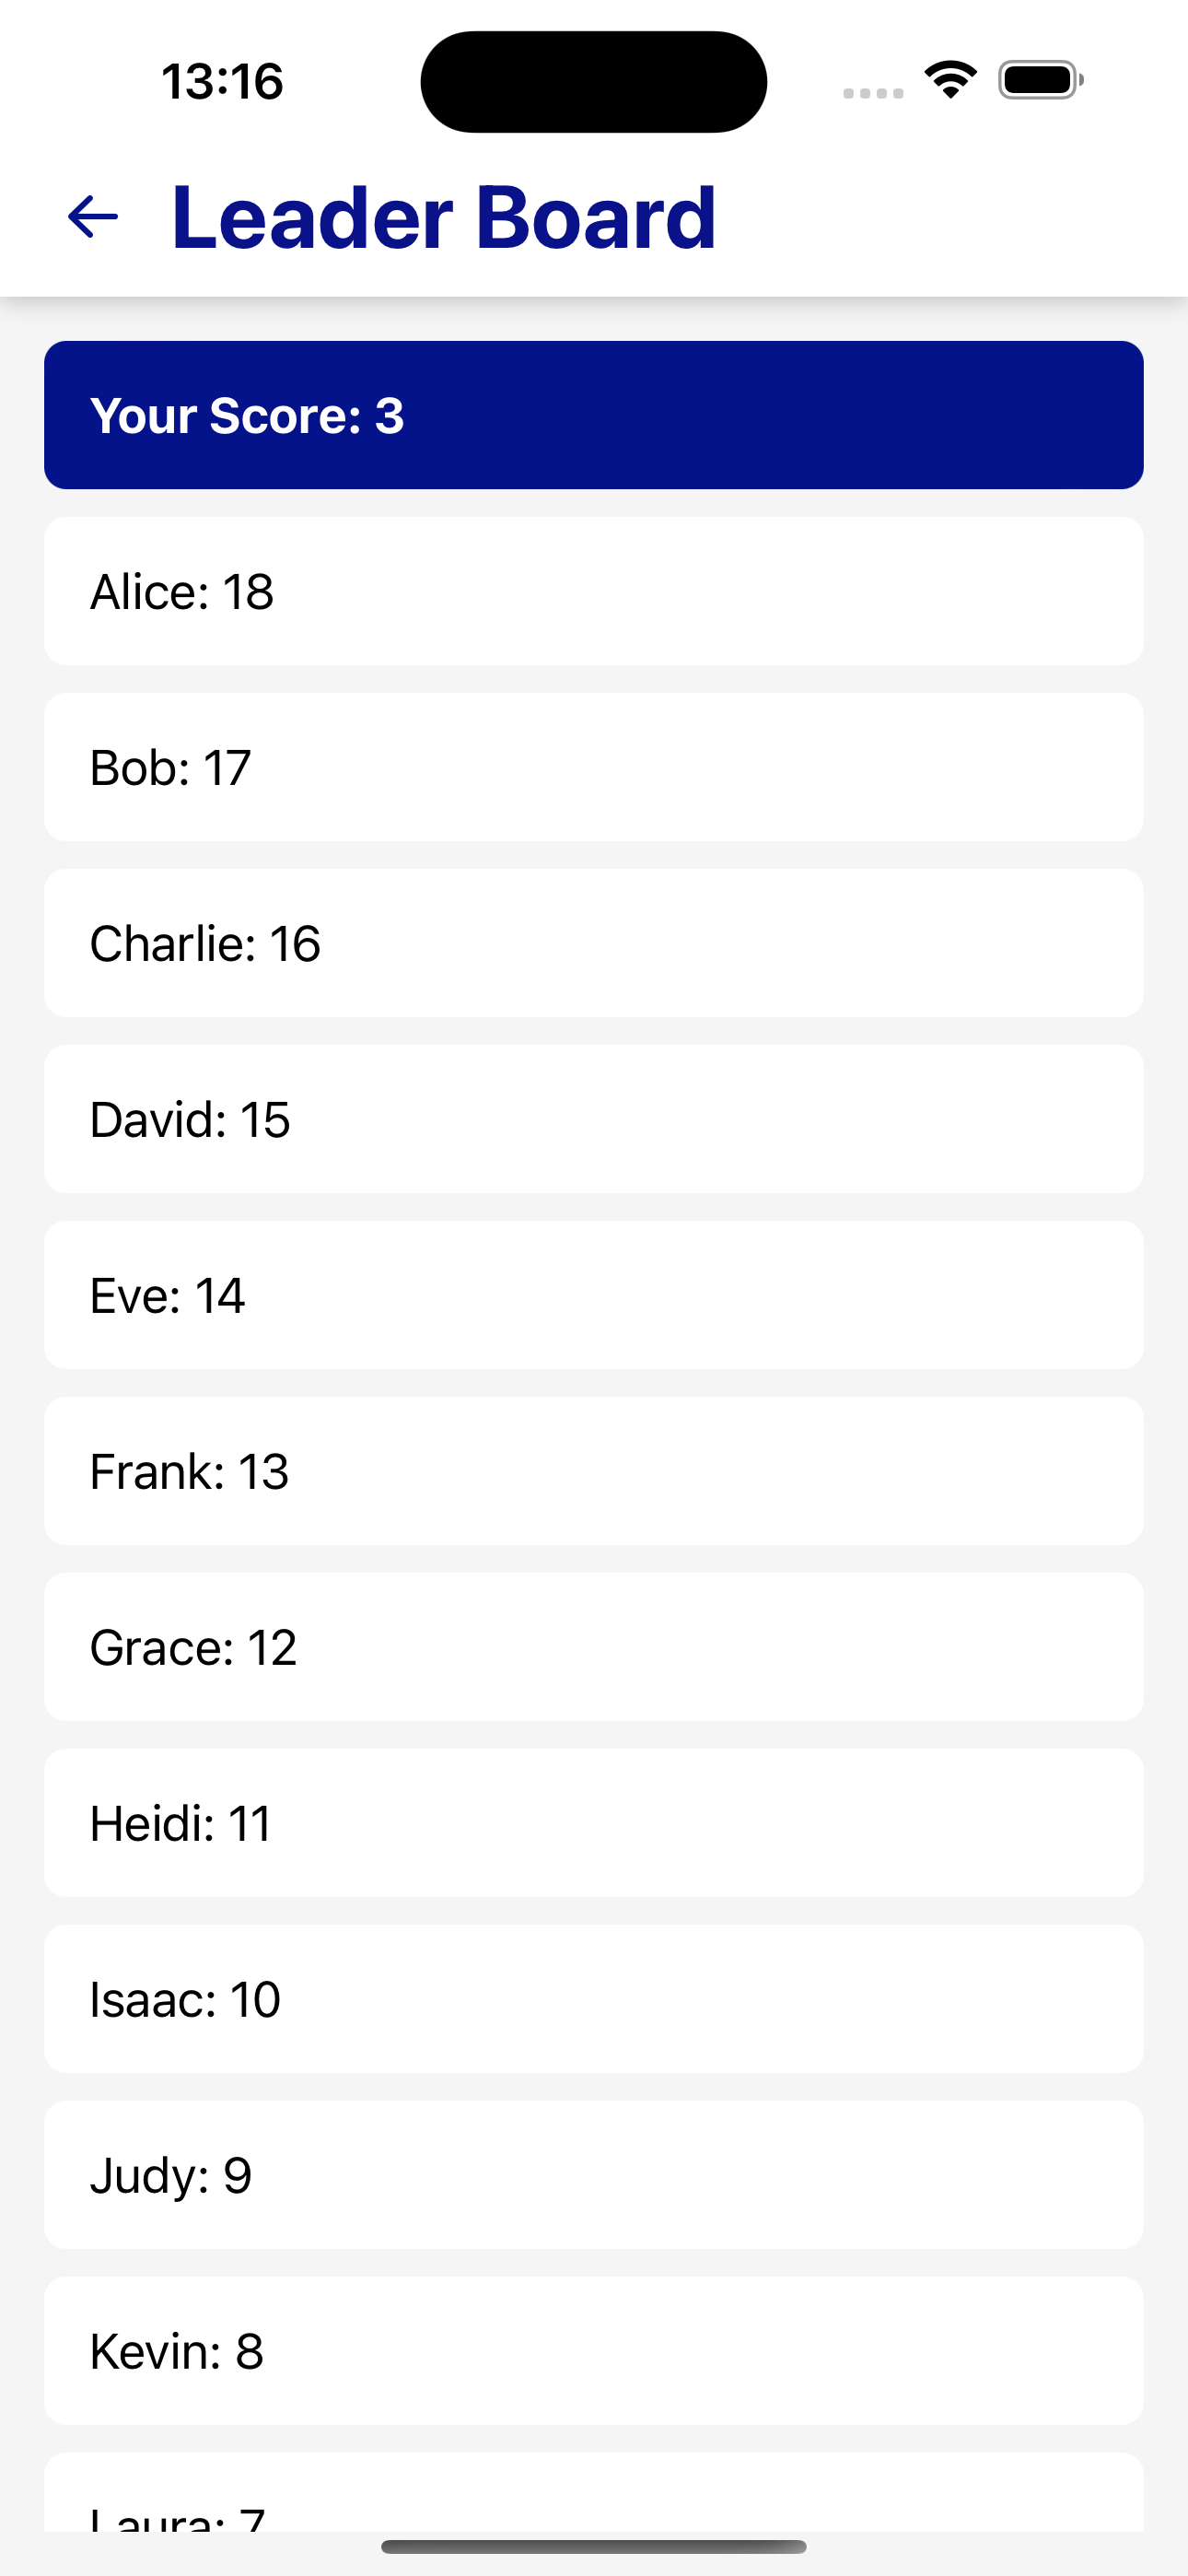 13:16
Leader Board
Your Score: 3
Alice: 18
Bob: 17
Charlie: 16
David: 15
Eve: 14
Frank: 13
Grace: 12
Heidi: 11
Isaac: 10
Judy: 9
Kevin: 8
Laura: 7